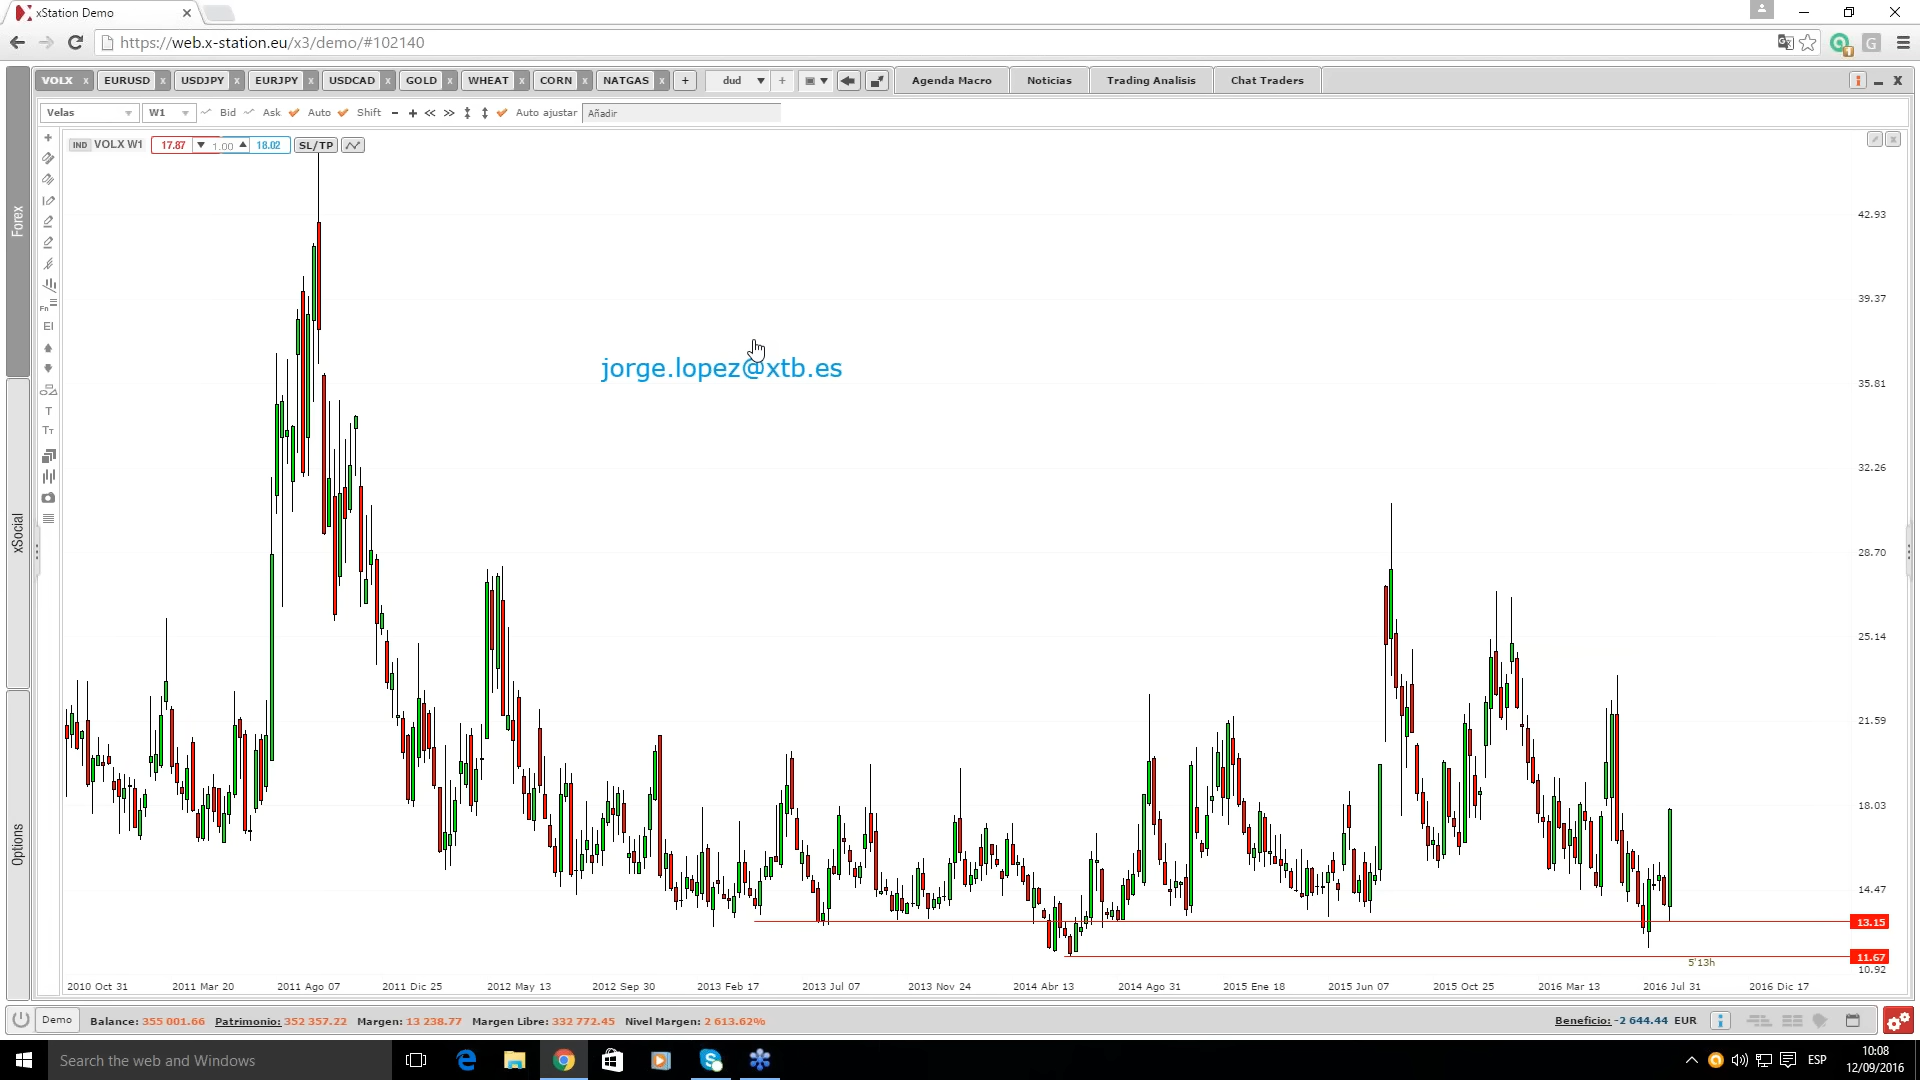 xStation Demo
https://web.x-station.eu/x3/demo/#102140
VOLX x EURUSD x USDJPY x EURJPY x USDCAD x GOLD x WHEAT x CORN x NATGAS x + dud + Agenda Macro Noticias Trading Analisis Chat Traders
Velas W1 Bid Ask Auto Shift Auto ajustar Añadir
IND VOLX W1 17.87 1.00 18.02 SL/TP
Forex
xSocial
Options
Fn
EI
T
TT
jorge.lopez@xtb.es
42.93
39.37
35.81
32.26
28.70
25.14
21.59
18.03
14.47
13.15
11.67
10.92
5'13h
2010 Oct 31 2011 Mar 20 2011 Ago 07 2011 Dic 25 2012 May 13 2012 Sep 30 2013 Feb 17 2013 Jul 07 2013 Nov 24 2014 Abr 13 2014 Ago 31 2015 Ene 18 2015 Jun 07 2015 Oct 25 2016 Mar 13 2016 Jul 31 2016 Dic 17
Demo Balance: 355 001.66 Patrimonio: 352 357.22 Margen: 13 238.77 Margen Libre: 332 772.45 Nivel Margen: 2 613.62% Beneficio: -2 644.44 EUR
Search the web and Windows
ESP
10:08
12/09/2016